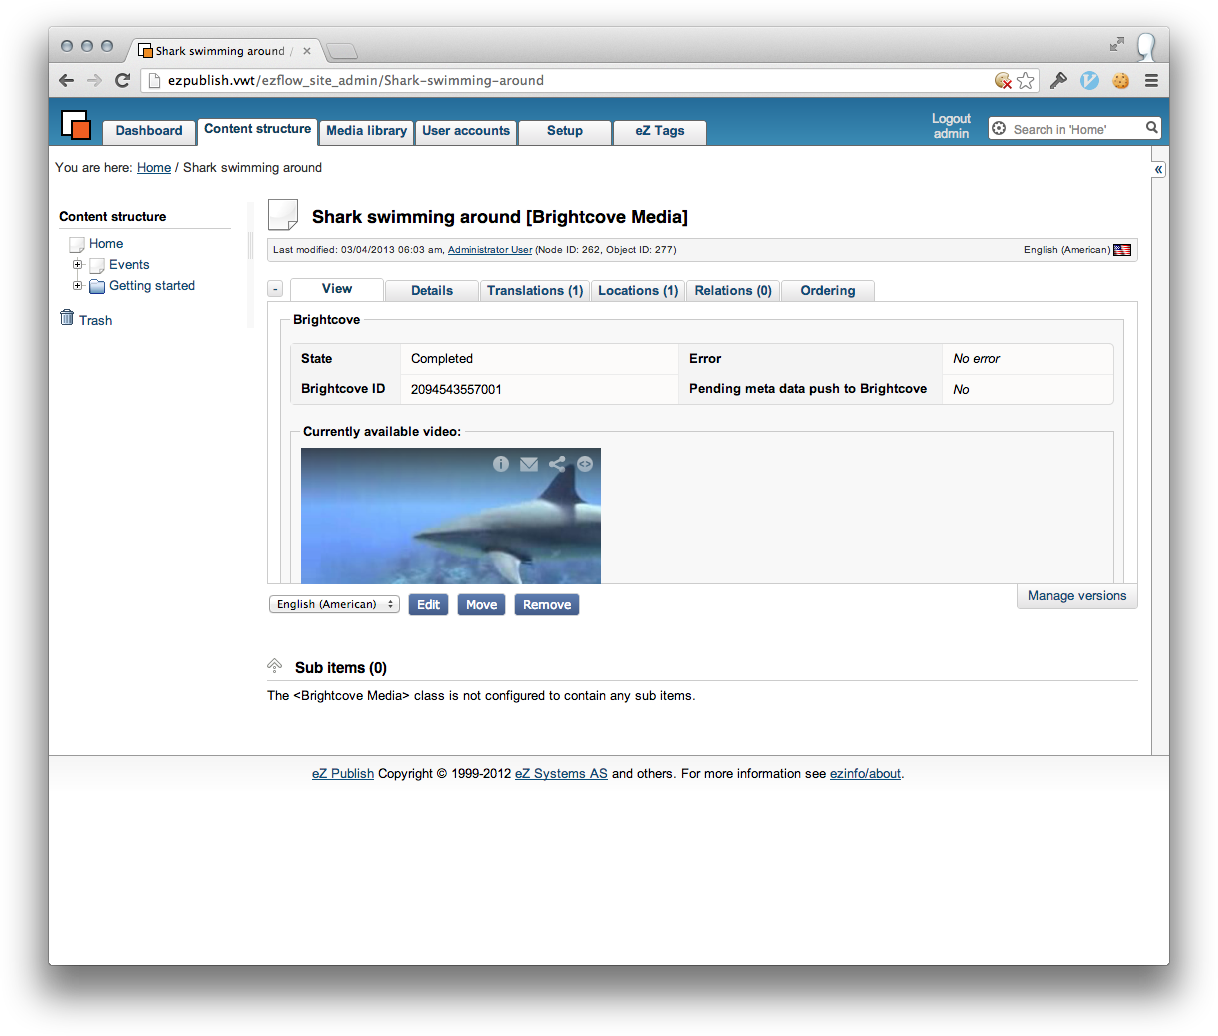 Shark swimming around /
ezpublish.vwt/ezflow_site_admin/Shark-swimming-around
Dashboard
Content structure
Media library
User accounts
Setup
eZ Tags
Logout
admin
Search in 'Home'
You are here: Home / Shark swimming around
«
Content structure
Home
Events
Getting started
Trash
Shark swimming around [Brightcove Media]
Last modified: 03/04/2013 06:03 am, Administrator User (Node ID: 262, Object ID: 277)
English (American)
-
View
Details
Translations (1)
Locations (1)
Relations (0)
Ordering
Brightcove
State
Completed
Error
No error
Brightcove ID
2094543557001
Pending meta data push to Brightcove
No
Currently available video:
English (American)
Edit
Move
Remove
Manage versions
Sub items (0)
The <Brightcove Media> class is not configured to contain any sub items.
eZ Publish Copyright © 1999-2012 eZ Systems AS and others. For more information see ezinfo/about.